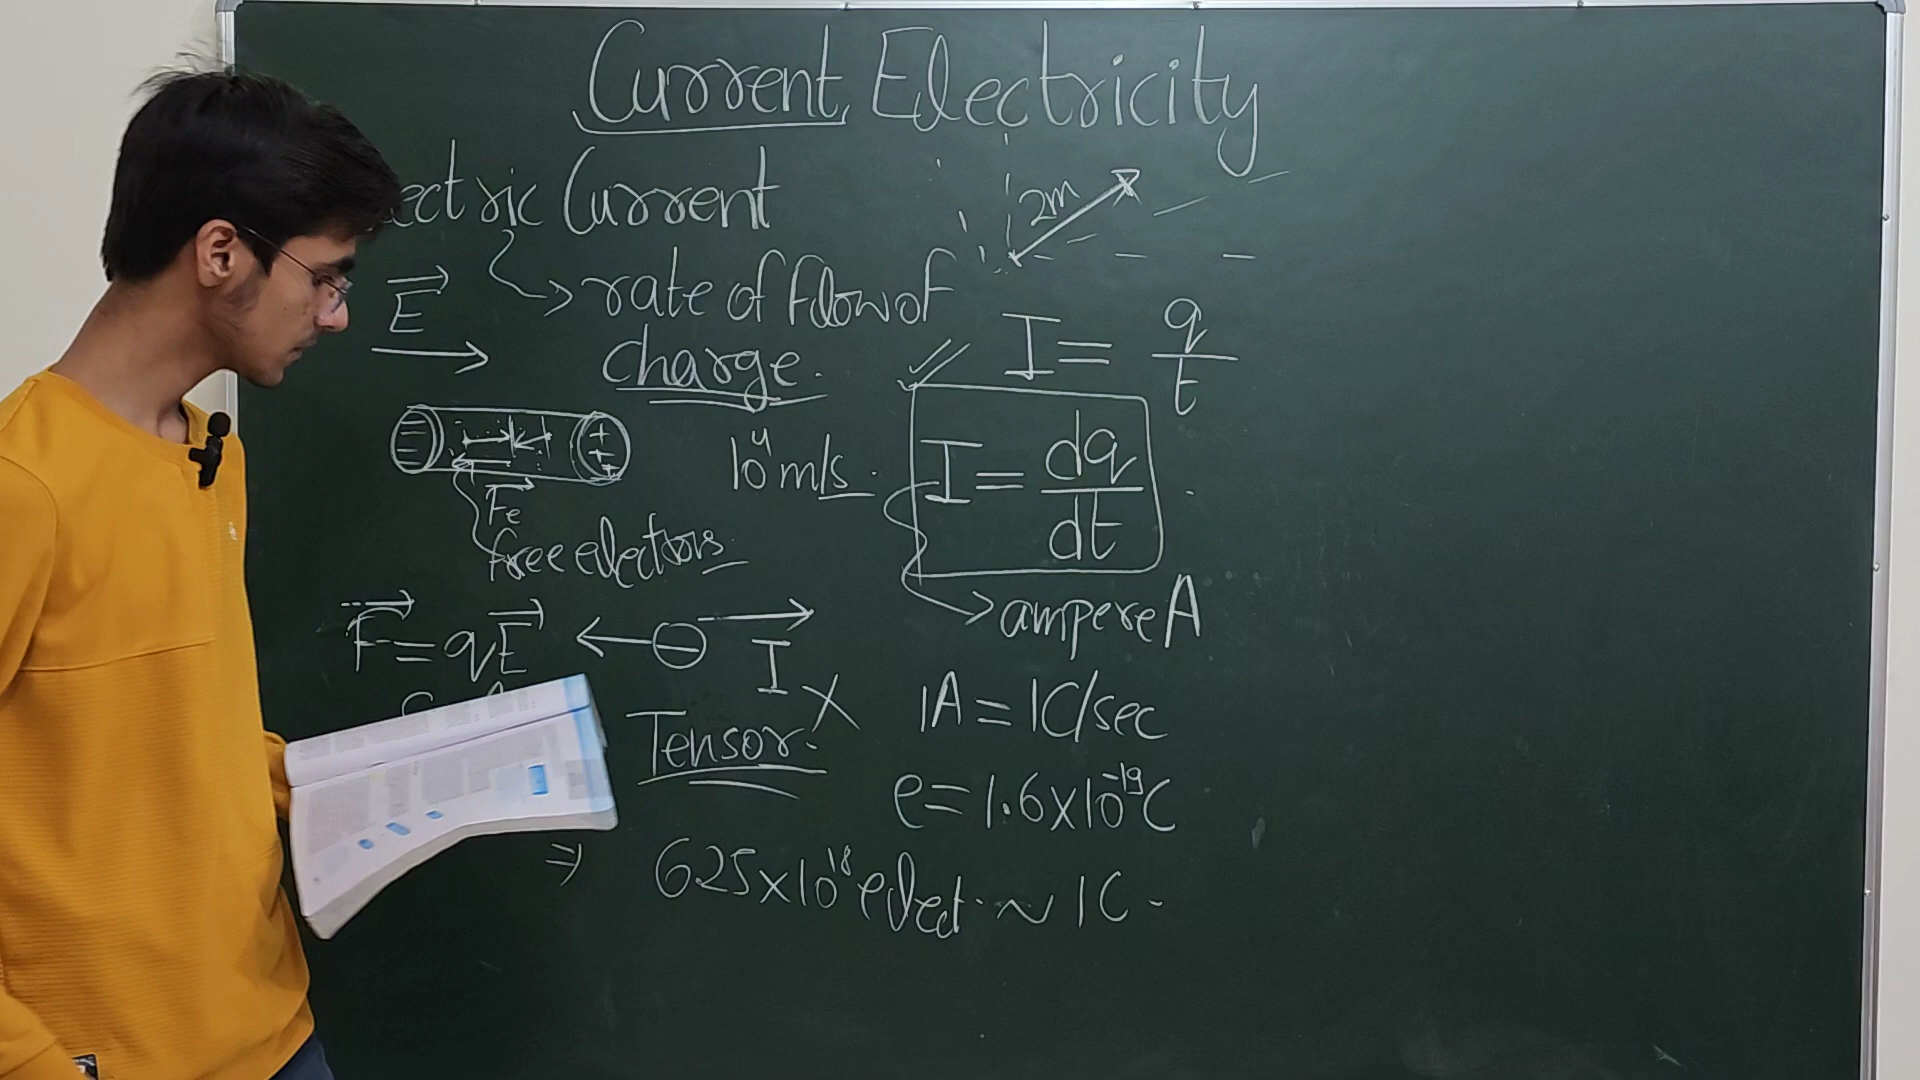 Current Electricity
ectric Current
2m
E
rate of flow of
charge.
I = q/t
10⁴ m/s.
I = dq/dt
Fe
free electrons
ampere A
F = qE
I
Tensor. X
1A = 1C/sec
e = 1.6×10⁻¹⁹C
⇒ 6.25×10¹⁸ elect. ~ 1C.